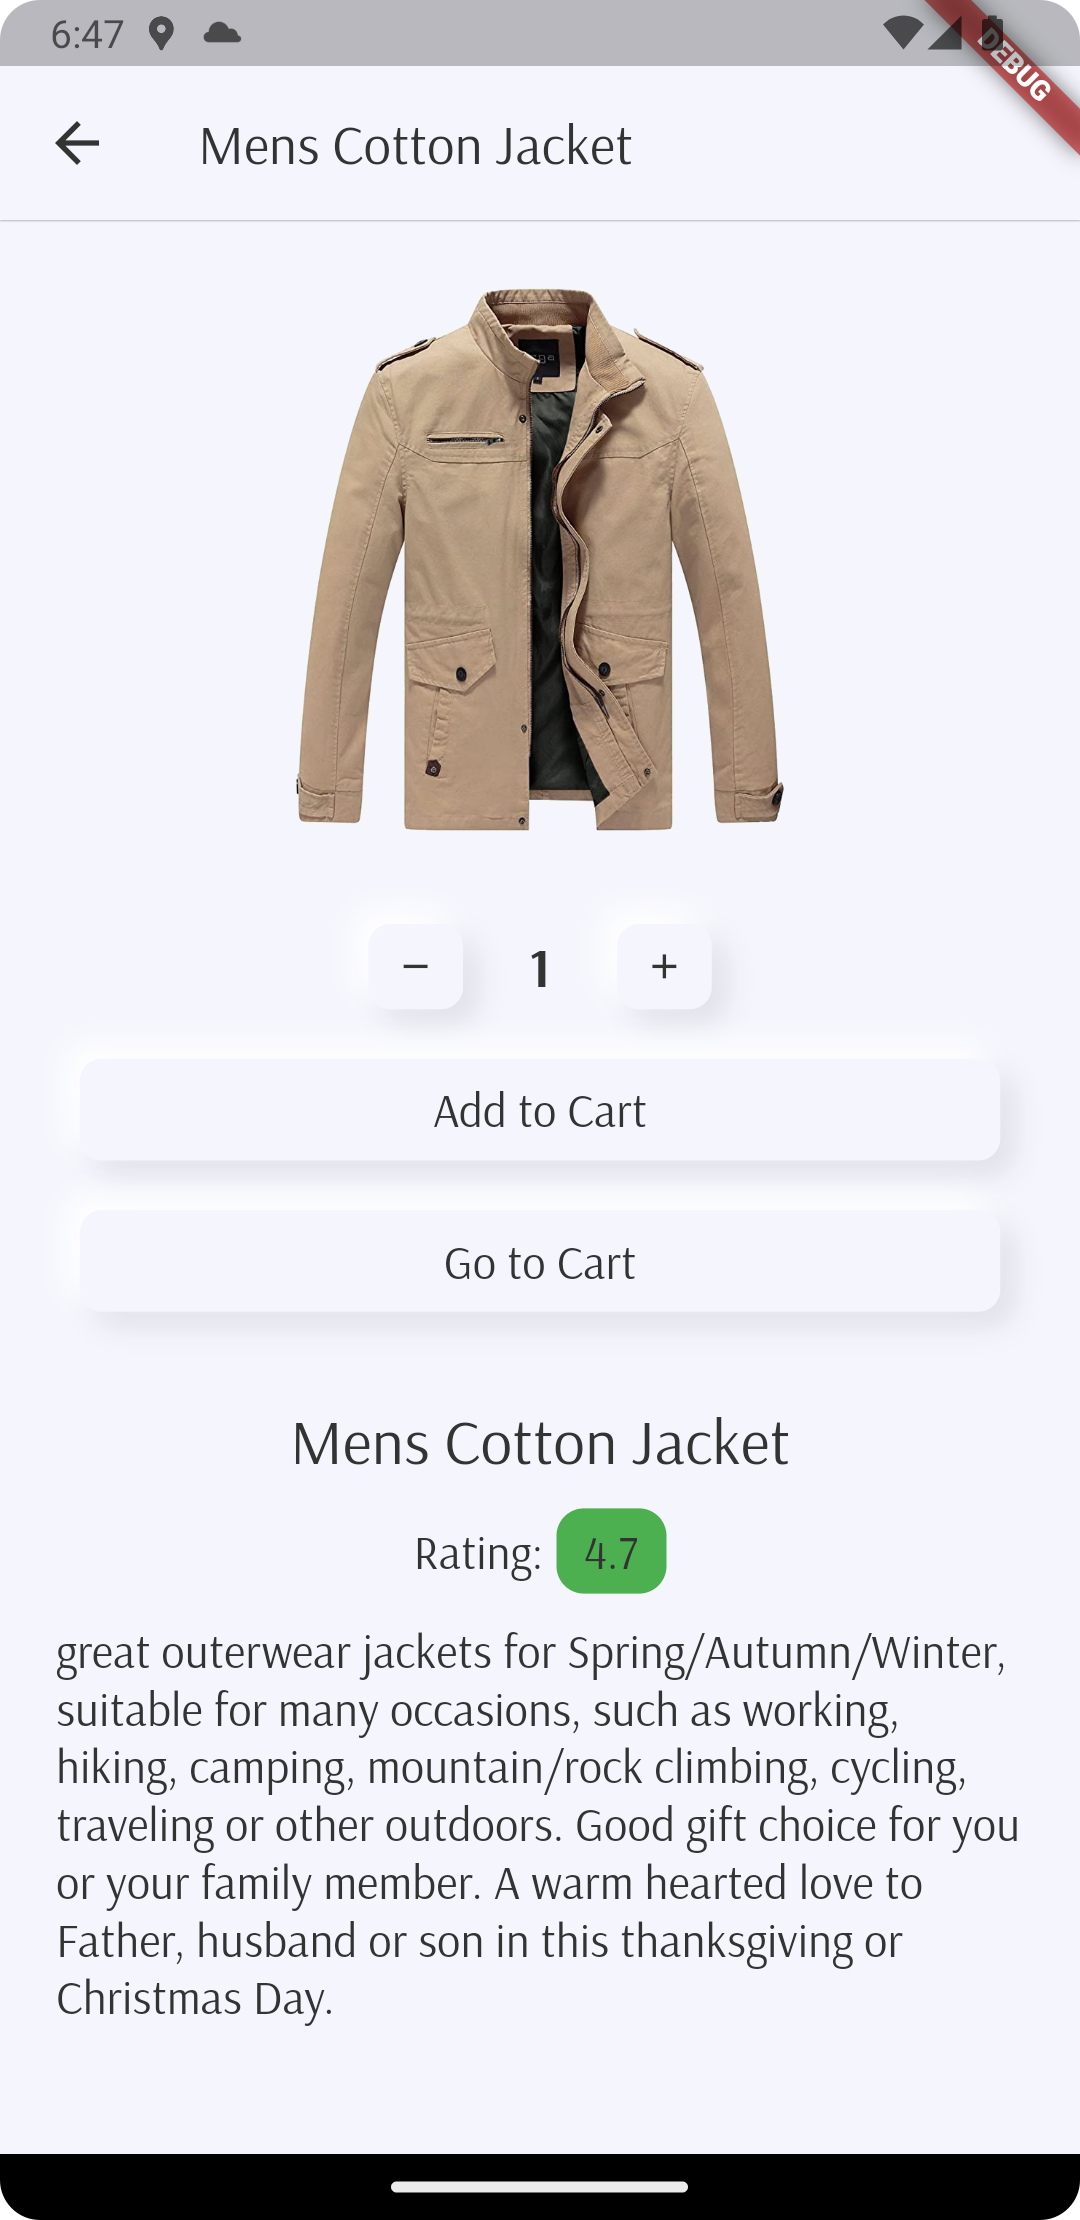 6:47
DEBUG
Mens Cotton Jacket
1
Add to Cart
Go to Cart
Mens Cotton Jacket
Rating: 4.7
great outerwear jackets for Spring/Autumn/Winter,
suitable for many occasions, such as working,
hiking, camping, mountain/rock climbing, cycling,
traveling or other outdoors. Good gift choice for you
or your family member. A warm hearted love to
Father, husband or son in this thanksgiving or
Christmas Day.